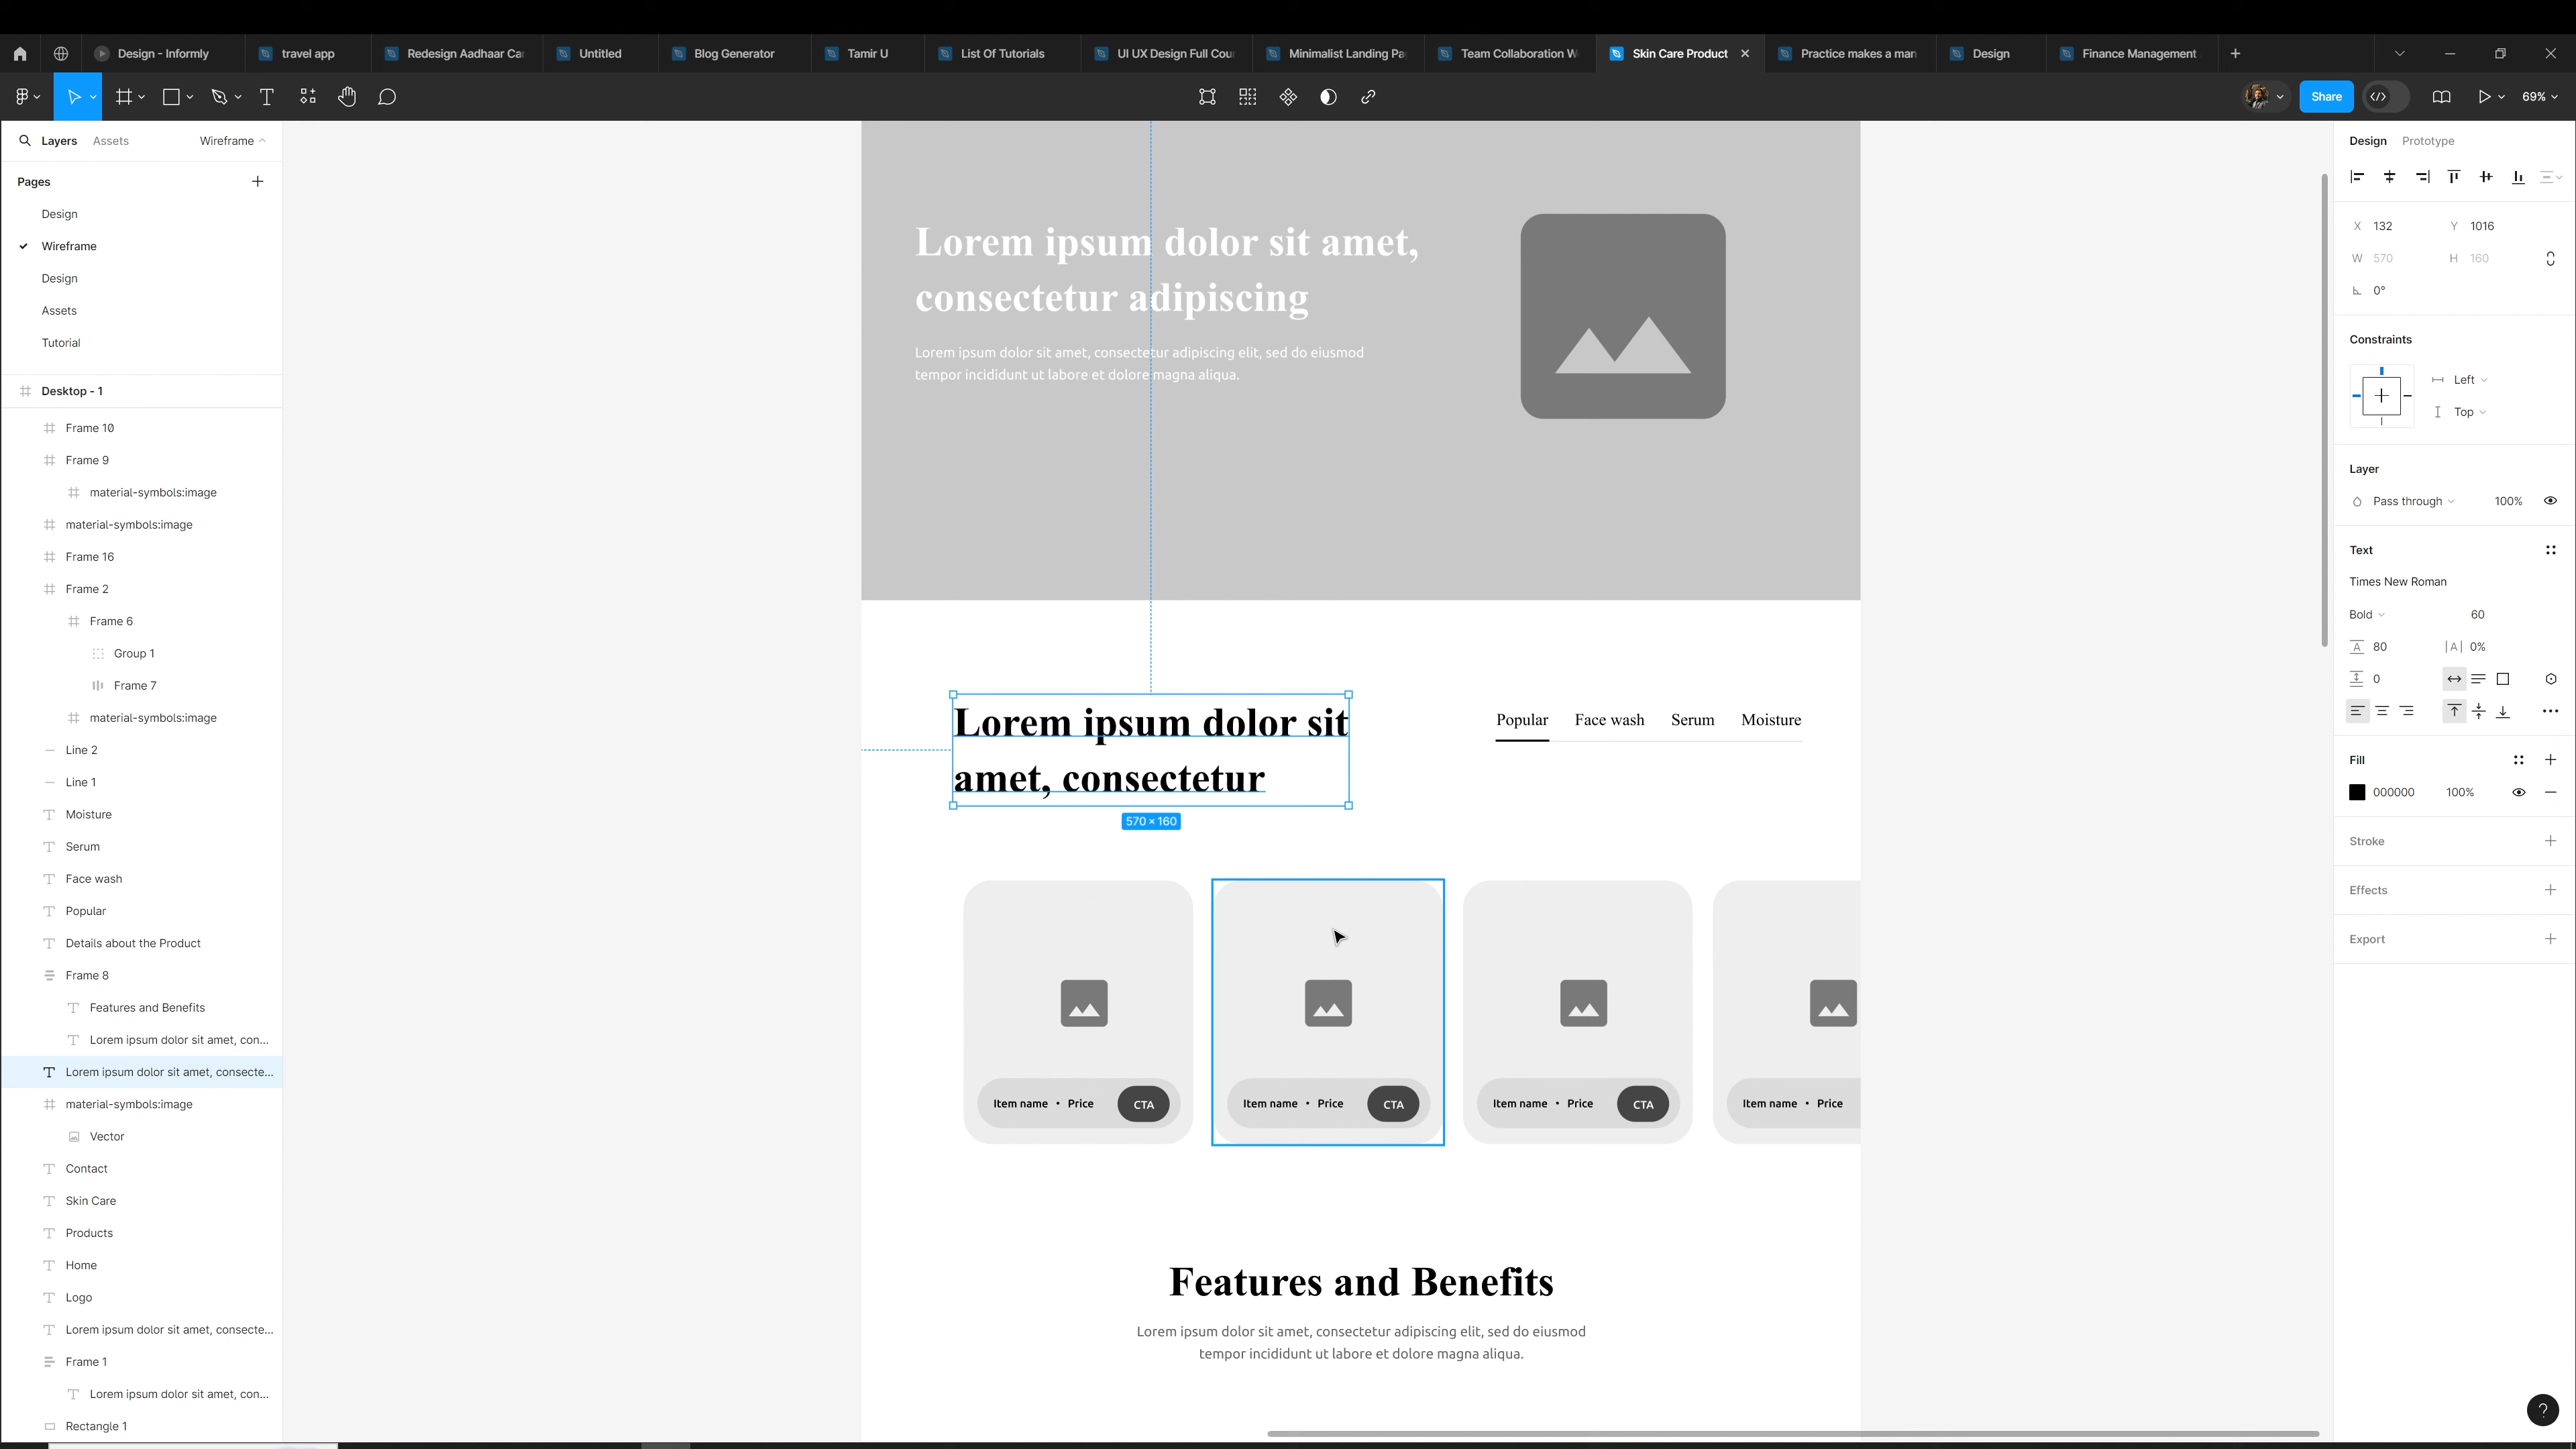 Design - Informly
travel app
Redesign Aadhaar Car
Untitled
Blog Generator
Tamir U
List Of Tutorials
UI UX Design Full Cour
Minimalist Landing Pag
Team Collaboration W
Skin Care Product
Practice makes a man
Design
Finance Management
Share
69%
Layers
Assets
Wireframe
Pages
Design
Wireframe
Design
Assets
Tutorial
Desktop - 1
Frame 10
Frame 9
material-symbols:image
material-symbols:image
Frame 16
Frame 2
Frame 6
Group 1
Frame 7
material-symbols:image
Line 2
Line 1
Moisture
Serum
Face wash
Popular
Details about the Product
Frame 8
Features and Benefits
Lorem ipsum dolor sit amet, con...
Lorem ipsum dolor sit amet, consecte...
material-symbols:image
Vector
Contact
Skin Care
Products
Home
Logo
Lorem ipsum dolor sit amet, consecte...
Frame 1
Lorem ipsum dolor sit amet, con...
Rectangle 1
Lorem ipsum dolor sit amet,
consectetur adipiscing
Lorem ipsum dolor sit amet, consectetur adipiscing elit, sed do eiusmod
tempor incididunt ut labore et dolore magna aliqua.
Lorem ipsum dolor sit
amet, consectetur
570 × 160
Popular
Face wash
Serum
Moisture
Item name • Price
CTA
Item name • Price
CTA
Item name • Price
CTA
Item name • Price
Features and Benefits
Lorem ipsum dolor sit amet, consectetur adipiscing elit, sed do eiusmod
tempor incididunt ut labore et dolore magna aliqua.
Design
Prototype
X 132
Y 1016
W 570
H 160
0°
Constraints
Left
Top
Layer
Pass through
100%
Text
Times New Roman
Bold
60
80
|A| 0%
0
Fill
000000
100%
Stroke
Effects
Export
?